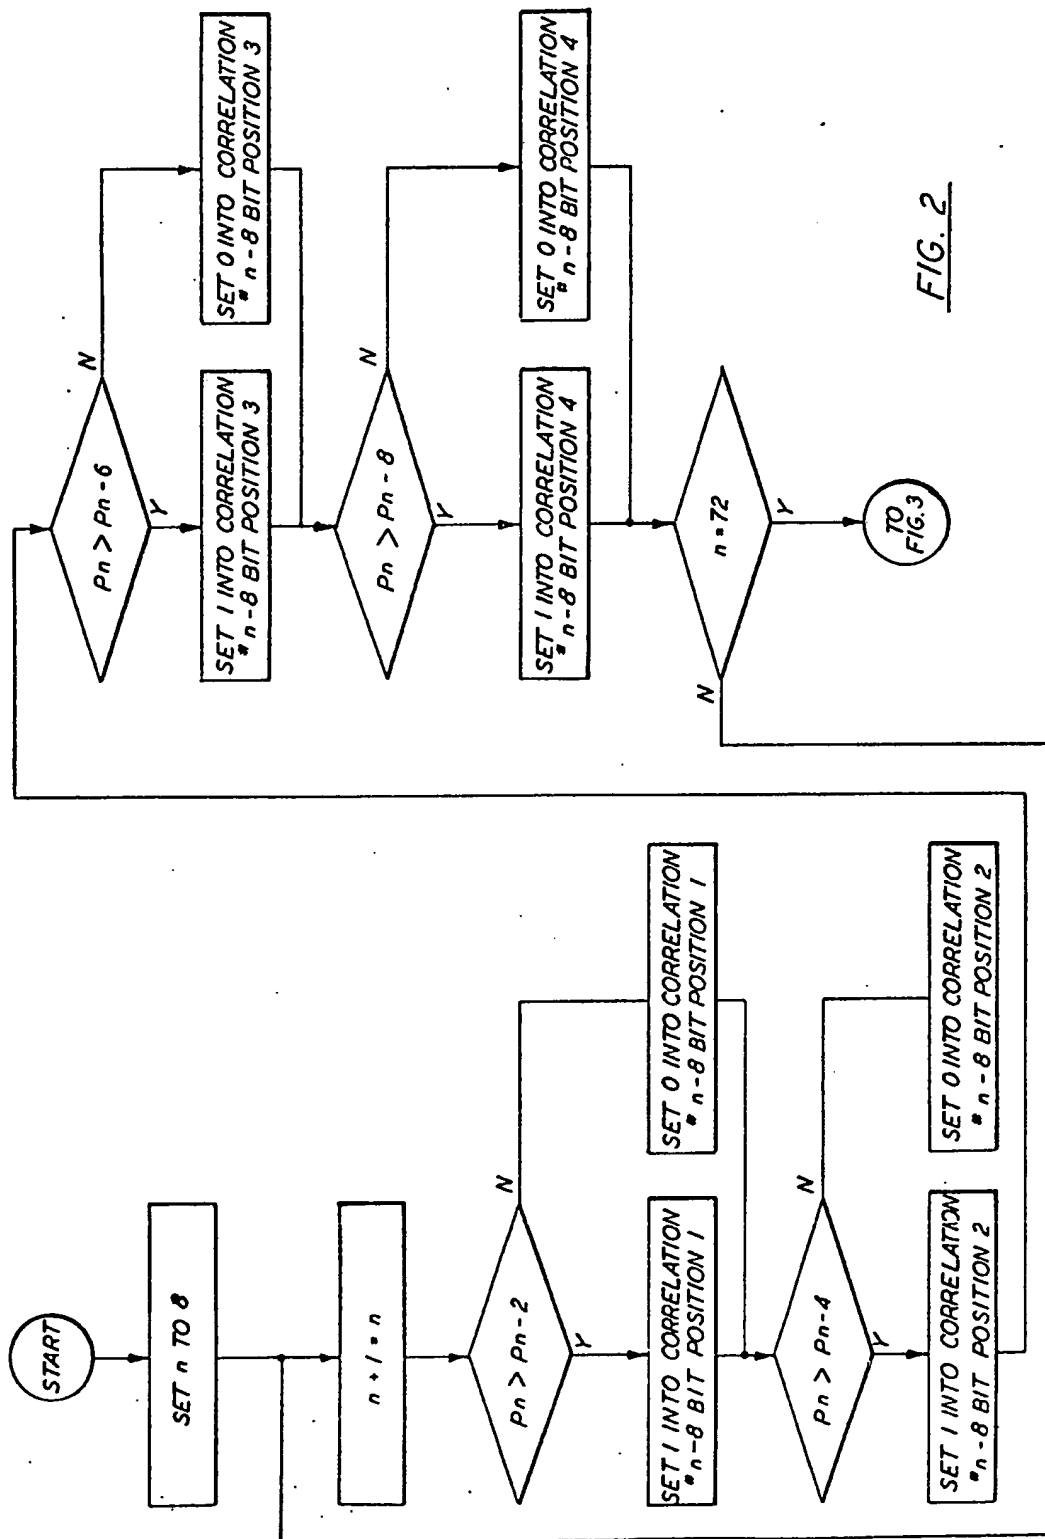 START
SET n TO 8
n + 1 = n
Pn > Pn-2
N
Y
SET 1 INTO CORRELATION
# n-8 BIT POSITION 1
SET 0 INTO CORRELATION
# n-8 BIT POSITION 1
Pn > Pn-4
N
Y
SET 1 INTO CORRELATION
# n-8 BIT POSITION 2
SET 0 INTO CORRELATION
# n-8 BIT POSITION 2
Pn > Pn-6
N
Y
SET 1 INTO CORRELATION
# n-8 BIT POSITION 3
SET 0 INTO CORRELATION
# n-8 BIT POSITION 3
Pn > Pn-8
N
Y
SET 1 INTO CORRELATION
# n-8 BIT POSITION 4
SET 0 INTO CORRELATION
# n-8 BIT POSITION 4
n = 72
N
Y
TO
FIG. 3
FIG. 2